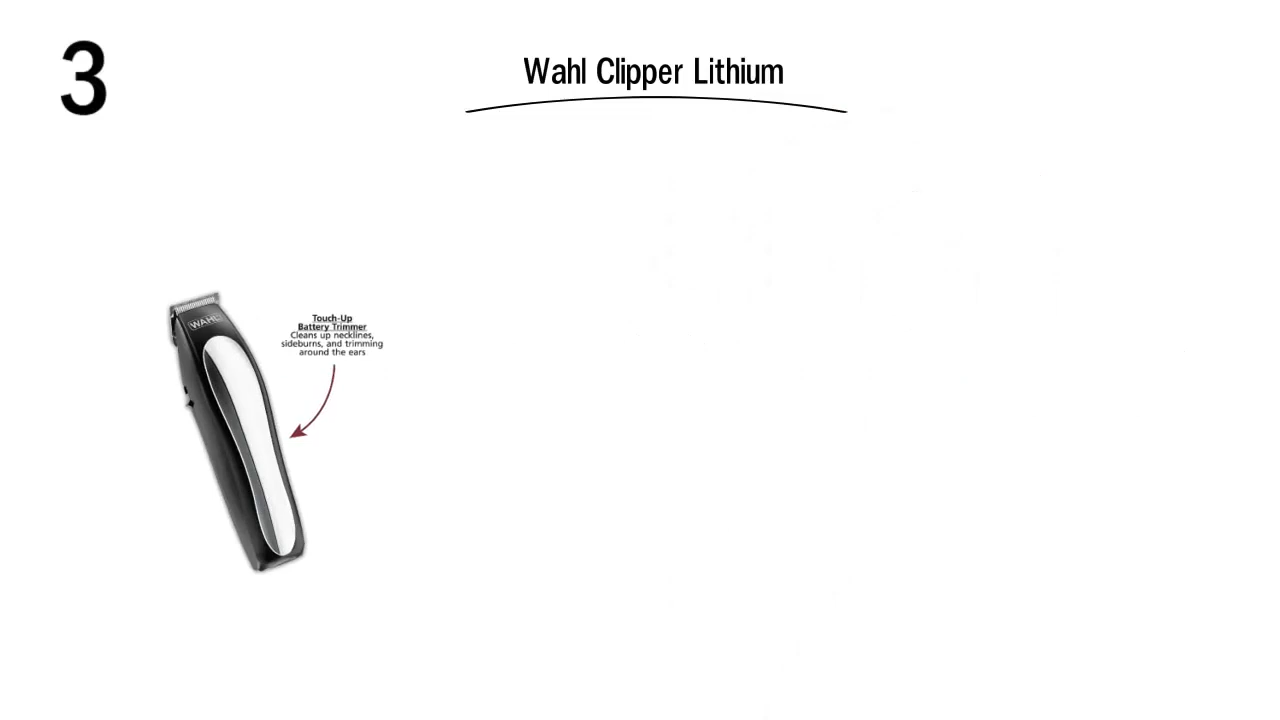 3
Wahl Clipper Lithium
WAHL
Touch-Up
Battery Trimmer
Cleans up necklines,
sideburns, and trimming
around the ears